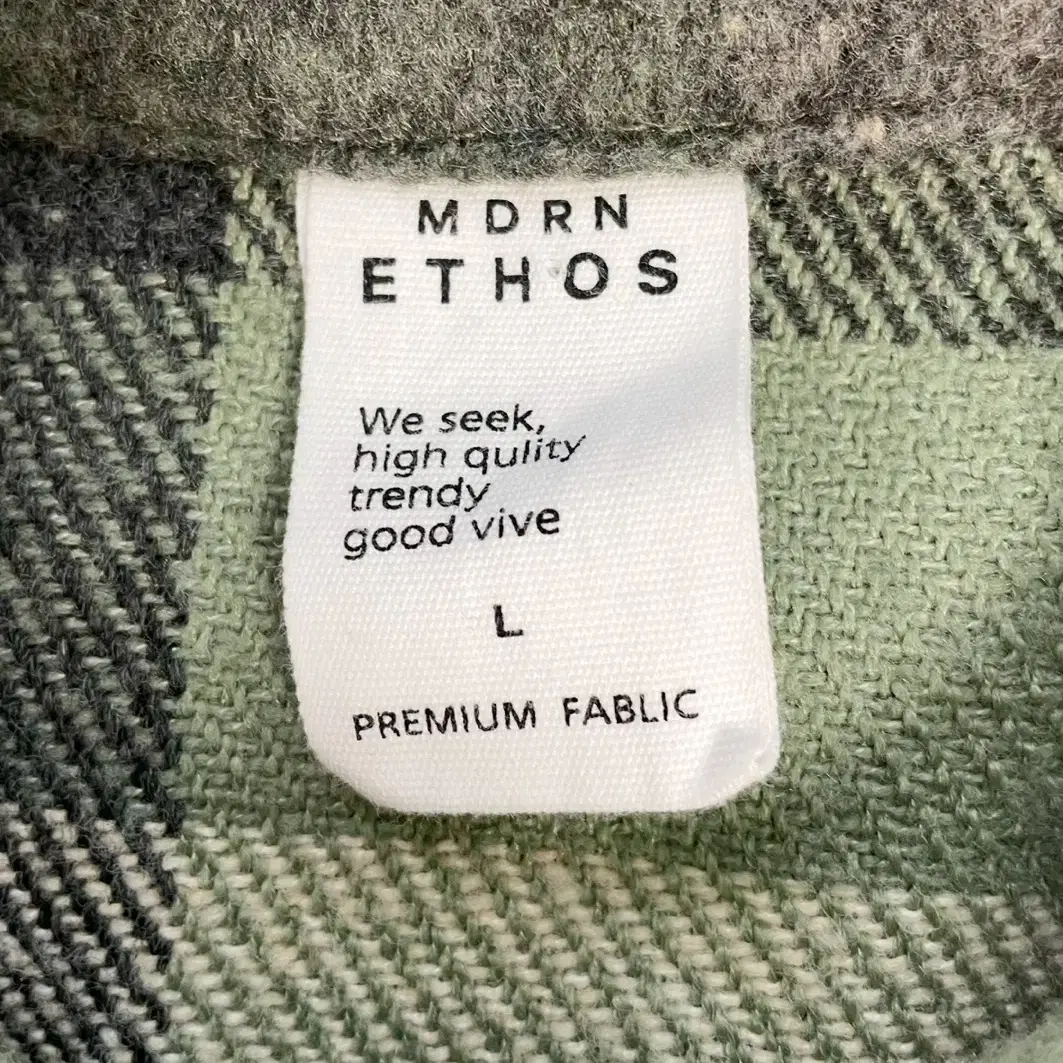 MDRN
ETHOS
We seek,
high qulity
trendy
good vive
L
PREMIUM FABLIC